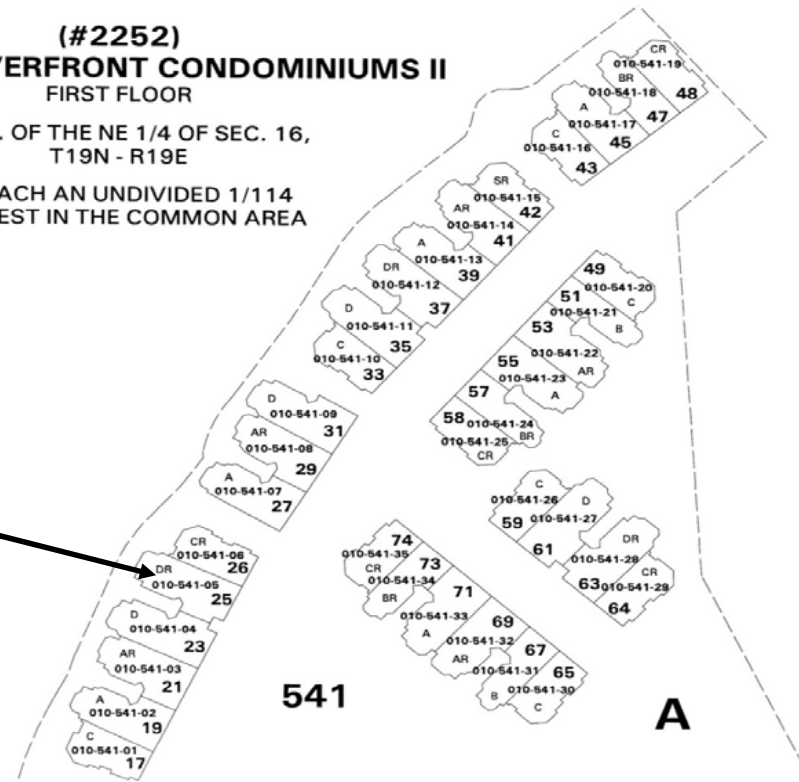 (#2252)
ERFRONT CONDOMINIUMS II
FIRST FLOOR
. OF THE NE 1/4 OF SEC. 16,
T19N - R19E
ACH AN UNDIVIDED 1/114
EST IN THE COMMON AREA
CR
010-541-19
BR
010-541-18
48
A
47
010-541-17
C
45
010-541-16
43
SR
010-541-15
AR
42
010-541-14
A
41
010-541-13
DR
39
010-541-12
37
D
010-541-11
C
35
010-541-10
33
49
010-541-20
51
C
010-541-21
53
B
010-541-22
55
AR
010-541-23
57
A
58
010-541-24
BR
010-541-25
CR
D
010-541-09
AR
31
010-541-08
29
A
010-541-07
27
C
010-541-26
D
59
010-541-27
61
DR
010-541-28
CR
63
010-541-29
64
CR
010-541-06
DR
26
010-541-05
25
D
010-541-04
23
AR
010-541-03
21
A
010-541-02
19
C
010-541-01
17
74
010-541-35
73
CR
010-541-34
71
BR
010-541-33
69
A
010-541-32
67
AR
010-541-31
65
B
010-541-30
C
541
A